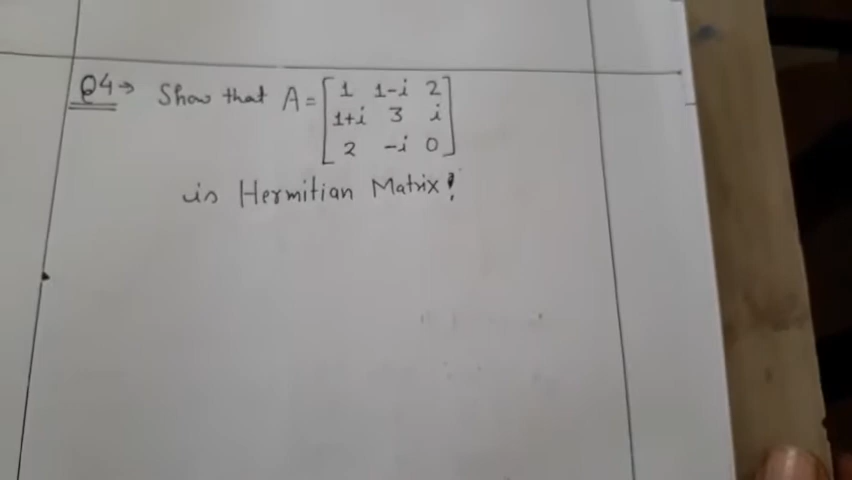 Q4→ Show that A = [1 1-i 2
1+i 3 i
2 -i 0]
is Hermitian Matrix!